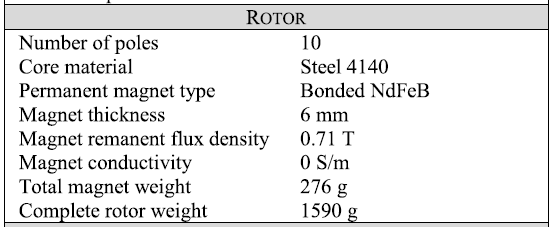 ROTOR
Number of poles 10
Core material Steel 4140
Permanent magnet type Bonded NdFeB
Magnet thickness 6 mm
Magnet remanent flux density 0.71 T
Magnet conductivity 0 S/m
Total magnet weight 276 g
Complete rotor weight 1590 g